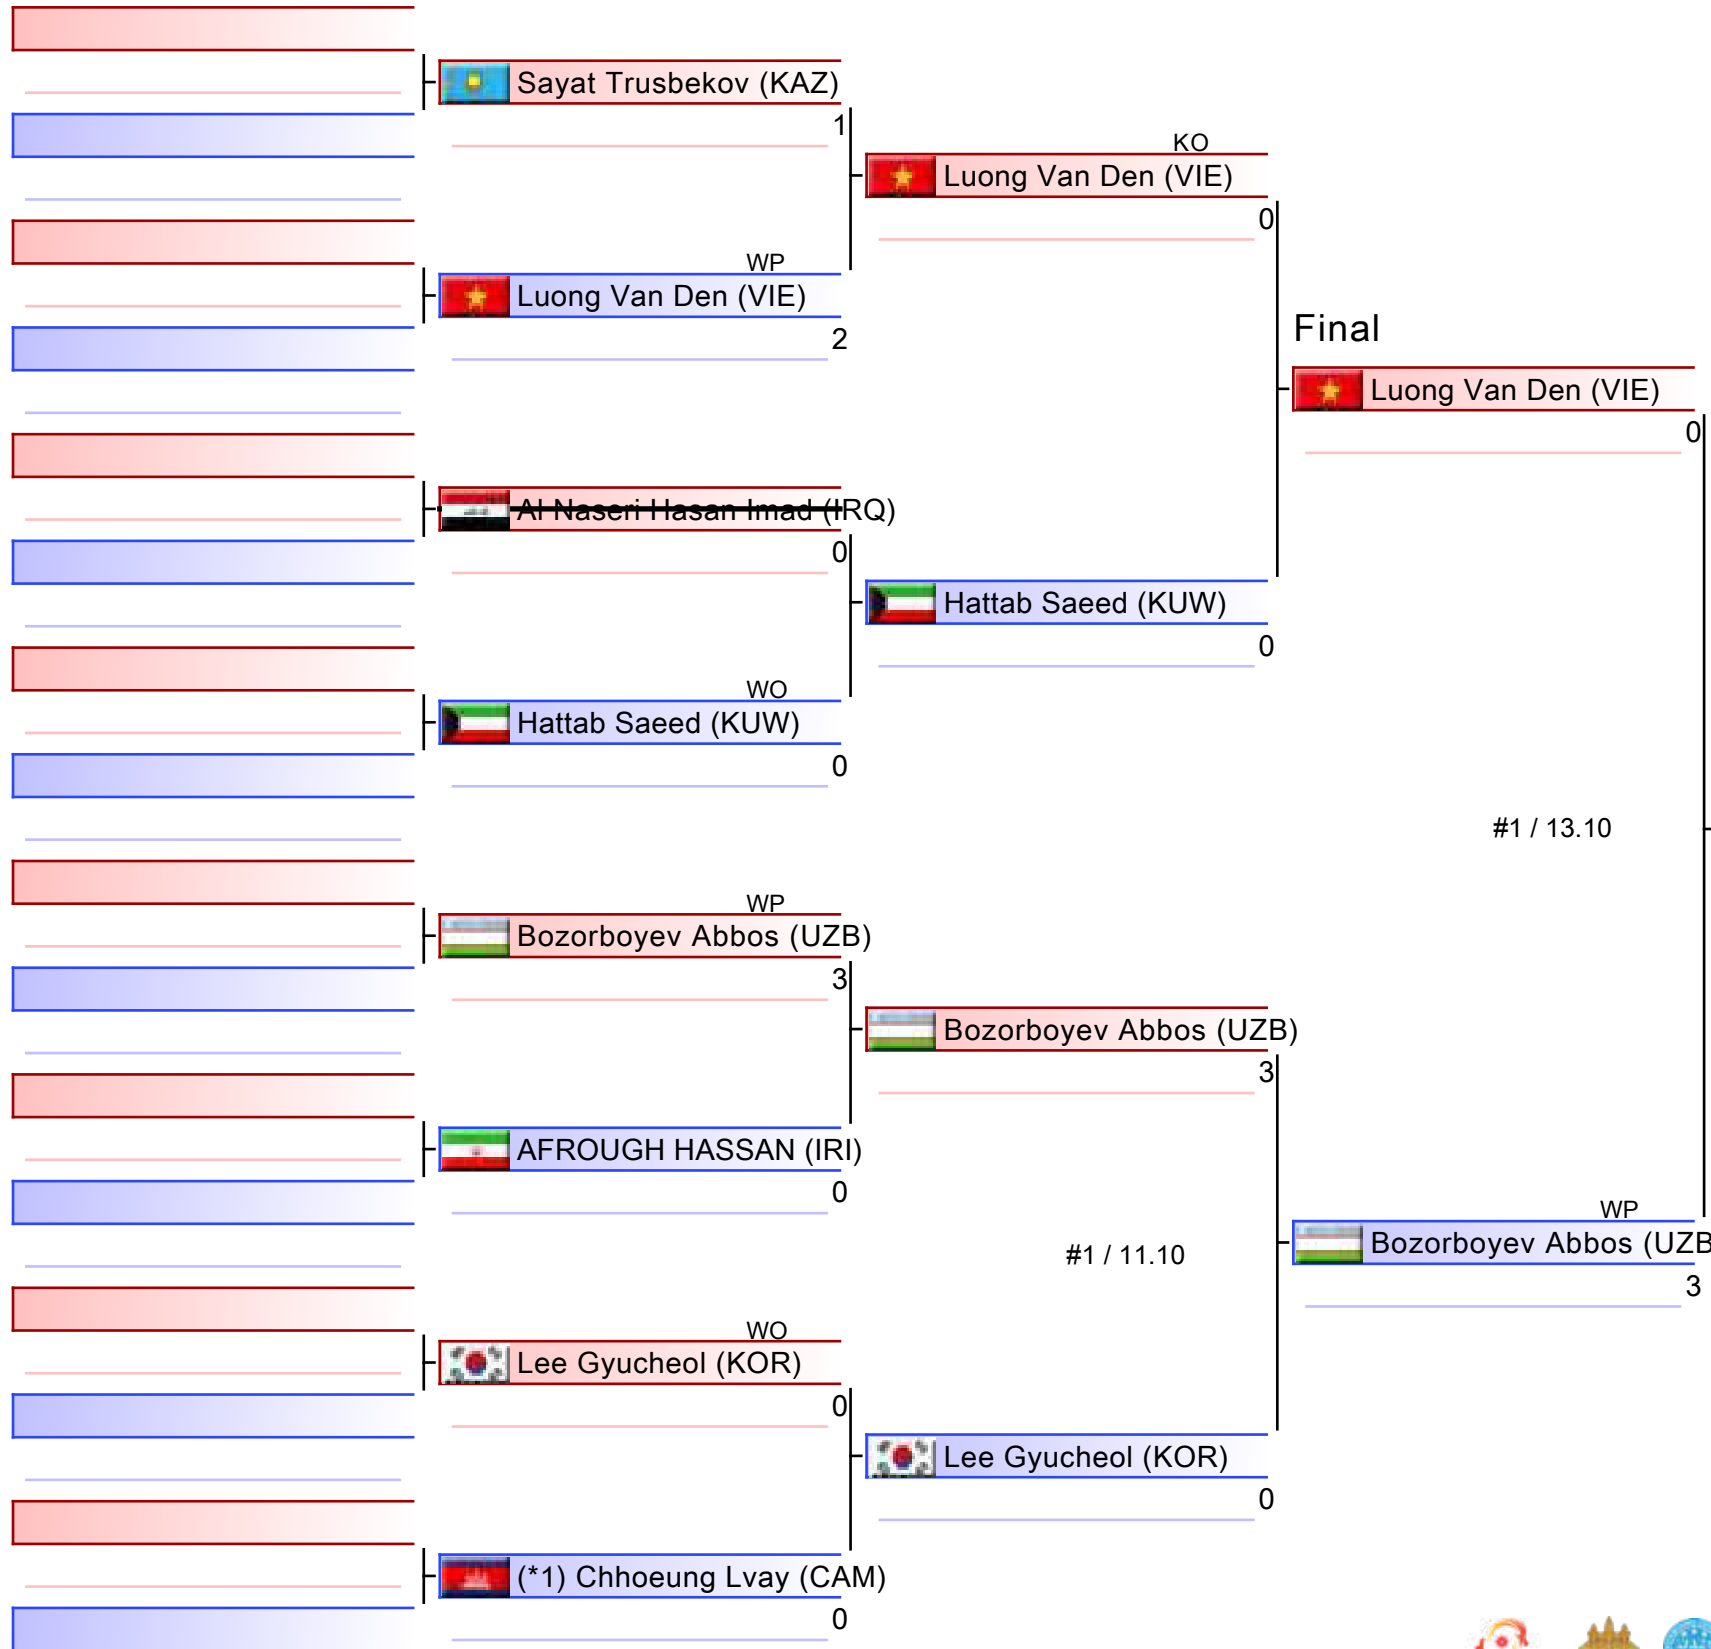 Sayat Trusbekov (KAZ)
1
WP
Luong Van Den (VIE)
2
Al Naseri Hasan Imad (IRQ)
0
WO
Hattab Saeed (KUW)
0
WP
Bozorboyev Abbos (UZB)
3
AFROUGH HASSAN (IRI)
0
WO
Lee Gyucheol (KOR)
0
(*1) Chhoeung Lvay (CAM)
0
KO
Luong Van Den (VIE)
0
Hattab Saeed (KUW)
0
Bozorboyev Abbos (UZB)
3
#1 / 11.10
Lee Gyucheol (KOR)
0
Final
Luong Van Den (VIE)
0
#1 / 13.10
WP
Bozorboyev Abbos (UZB
3